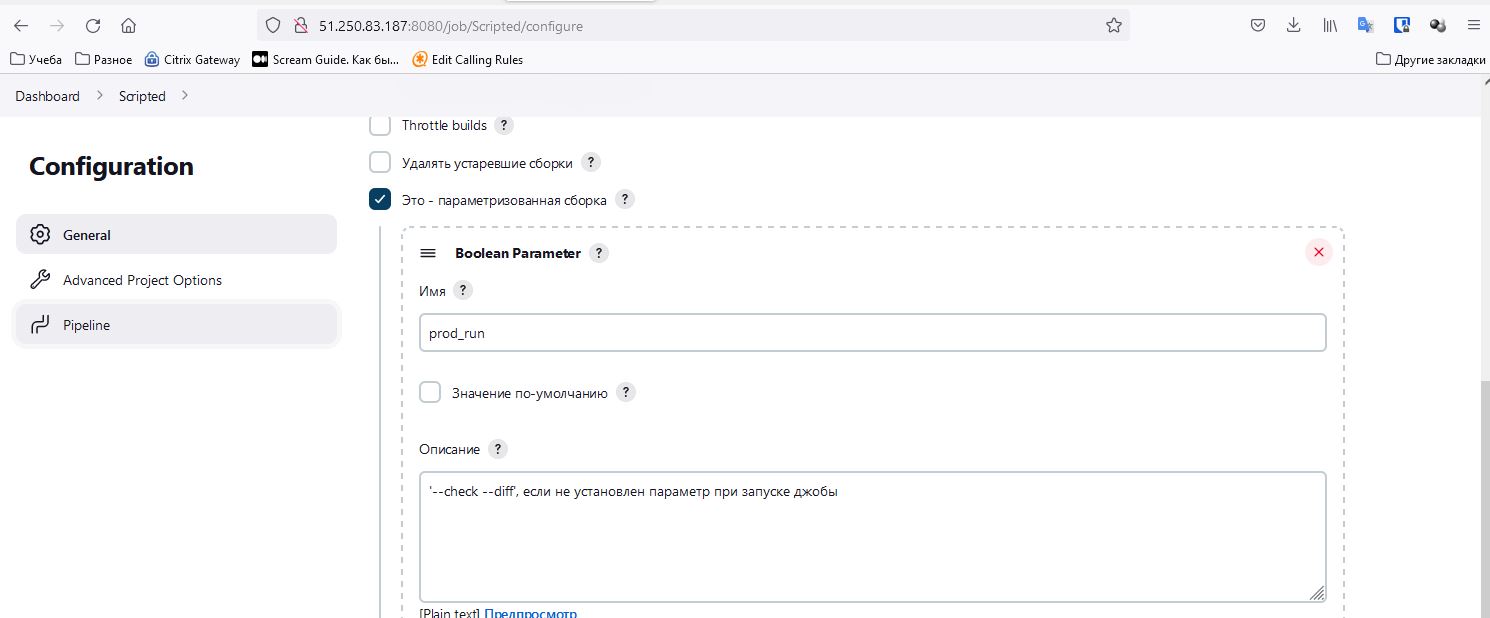 51.250.83.187:8080/job/Scripted/configure
Учеба Разное Citrix Gateway Scream Guide. Как бы... Edit Calling Rules Другие закладки
Dashboard > Scripted >
Throttle builds ?
Configuration
Удалять устаревшие сборки ?
Это - параметризованная сборка ?
General
Boolean Parameter ?
Advanced Project Options
Имя ?
Pipeline
prod_run
Значение по-умолчанию ?
Описание ?
'--check --diff', если не установлен параметр при запуске джобы
[Plain text] Предпросмотр